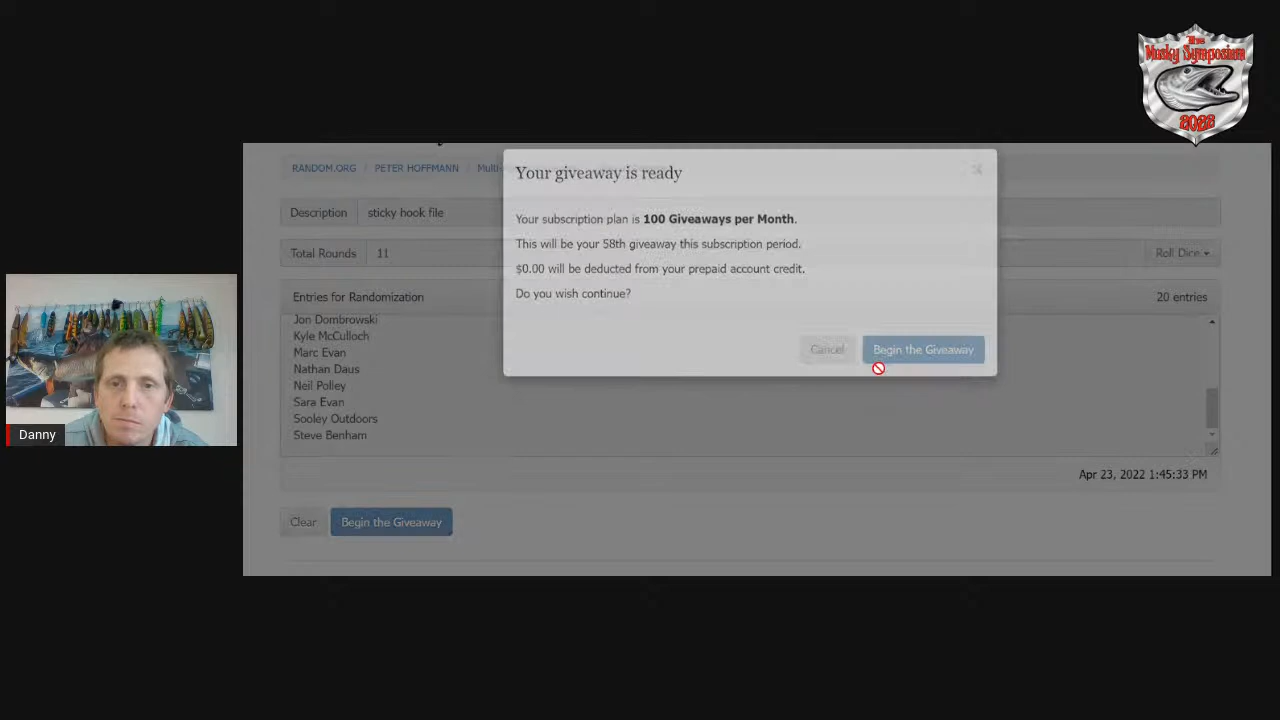 The
Musky Symposium
2022
RANDOM.ORG / PETER HOFFMANN / Multi-
Your giveaway is ready
Your subscription plan is 100 Giveaways per Month.
This will be your 58th giveaway this subscription period.
$0.00 will be deducted from your prepaid account credit.
Do you wish continue?
Cancel
Begin the Giveaway
Description
sticky hook file
Total Rounds
11
Roll Dice
Entries for Randomization
20 entries
Jon Dombrowski
Kyle McCulloch
Marc Evan
Nathan Daus
Neil Polley
Sara Evan
Sooley Outdoors
Steve Benham
Apr 23, 2022 1:45:33 PM
Clear
Begin the Giveaway
Danny